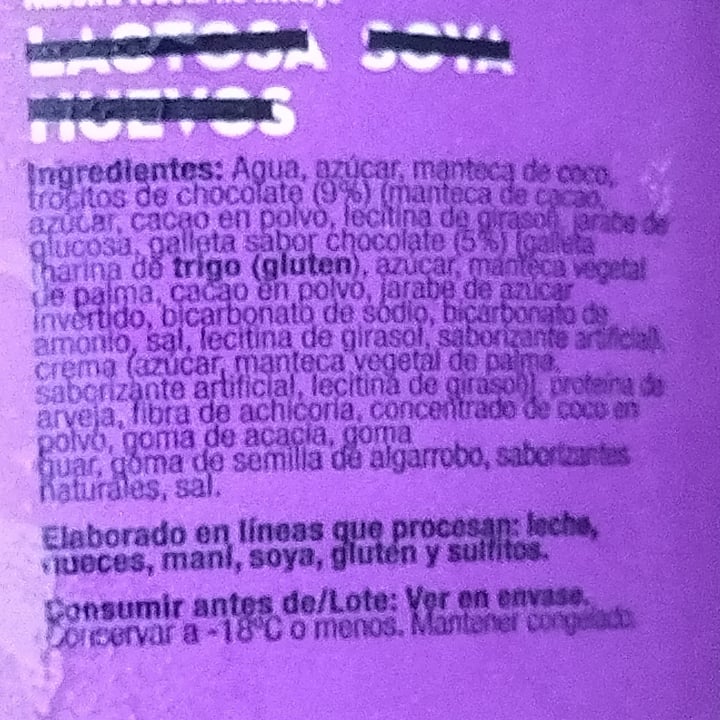 LACTOSA SOYA
HUEVOS
Ingredientes: Agua, azúcar, manteca de coco,
trocitos de chocolate (9%) (manteca de cacao,
azúcar, cacao en polvo, lecitina de girasol), jarabe de
glucosa, galleta sabor chocolate (5%) [galleta
(harina de trigo (gluten), azúcar, manteca vegetal
de palma, cacao en polvo, jarabe de azúcar
invertido, bicarbonato de sodio, bicarbonato de
amonio, sal, lecitina de girasol, saborizante artificial),
crema (azúcar, manteca vegetal de palma,
saborizante artificial, lecitina de girasol)], proteína de
arveja, fibra de achicoria, concentrado de coco en
polvo, goma de acacia, goma
guar, goma de semilla de algarrobo, saborizantes
naturales, sal.
Elaborado en líneas que procesan: leche,
nueces, maní, soya, gluten y sulfitos.
Consumir antes de/Lote: Ver en envase.
Conservar a -18°C o menos. Mantener congelado.